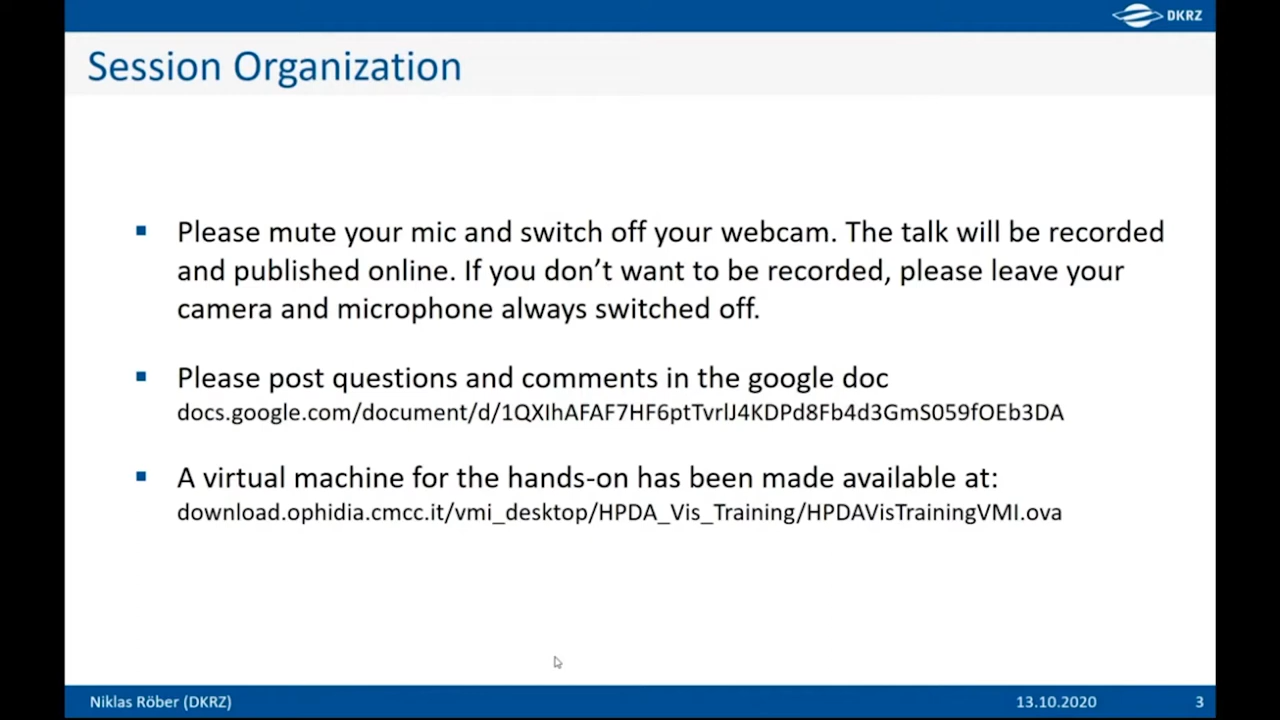 DKRZ
Session Organization
Please mute your mic and switch off your webcam. The talk will be recorded
and published online. If you don’t want to be recorded, please leave your
camera and microphone always switched off.
Please post questions and comments in the google doc
docs.google.com/document/d/1QXIhAFAF7HF6ptTvrlJ4KDPd8Fb4d3GmS059fOEb3DA
A virtual machine for the hands-on has been made available at:
download.ophidia.cmcc.it/vmi_desktop/HPDA_Vis_Training/HPDAVisTrainingVMI.ova
Niklas Röber (DKRZ)
13.10.2020
3